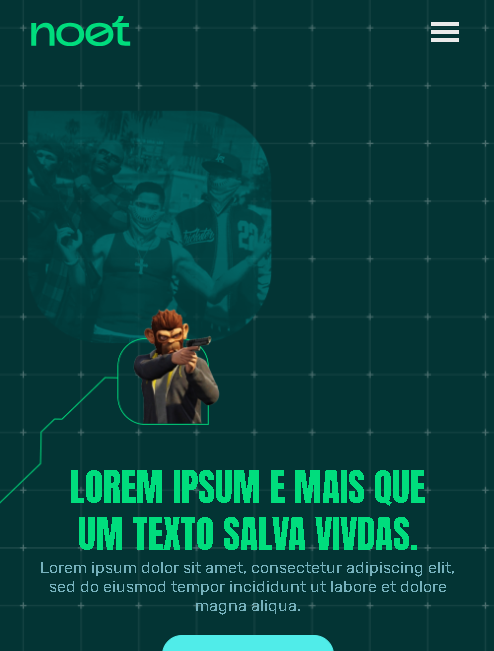 noøt
LOREM IPSUM E MAIS QUE
UM TEXTO SALVA VIVDAS.
Lorem ipsum dolor sit amet, consectetur adipiscing elit,
sed do eiusmod tempor incididunt ut labore et dolore
magna aliqua.